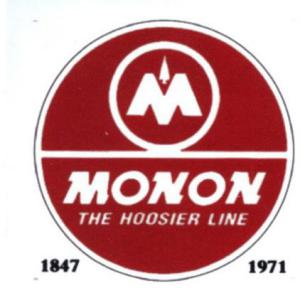 M
MONON
THE HOOSIER LINE
1847 1971